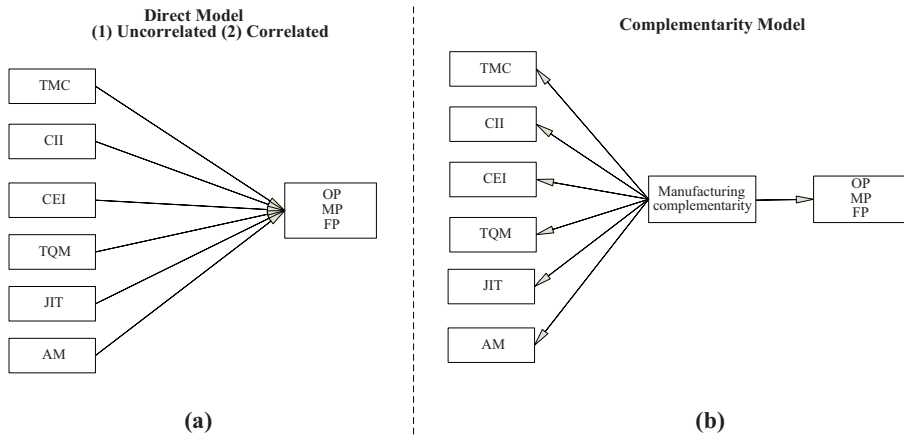 Direct Model
(1) Uncorrelated (2) Correlated
TMC
CII
CEI
TQM
JIT
AM
OP
MP
FP
(a)
Complementarity Model
TMC
CII
CEI
TQM
JIT
AM
Manufacturing
complementarity
OP
MP
FP
(b)